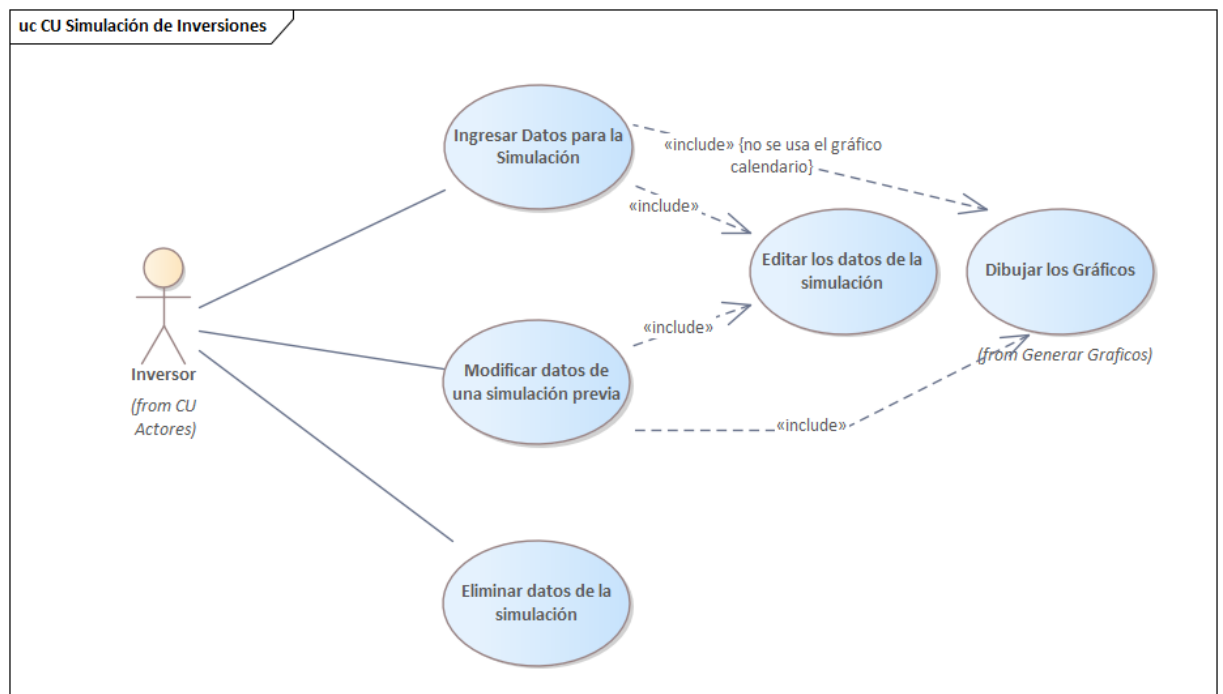 uc CU Simulación de Inversiones
Ingresar Datos para la
Simulación
«include» {no se usa el gráfico
calendario}
«include»
Editar los datos de la
simulación
Dibujar los Gráficos
(from Generar Graficos)
«include»
Inversor
(from CU
Actores)
Modificar datos de
una simulación previa
«include»
Eliminar datos de la
simulación